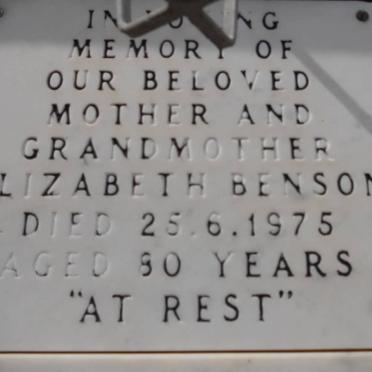 IN LOVING
MEMORY OF
OUR BELOVED
MOTHER AND
GRANDMOTHER
LIZABETH BENSON
DIED 25.6.1975
AGED 80 YEARS
"AT REST"